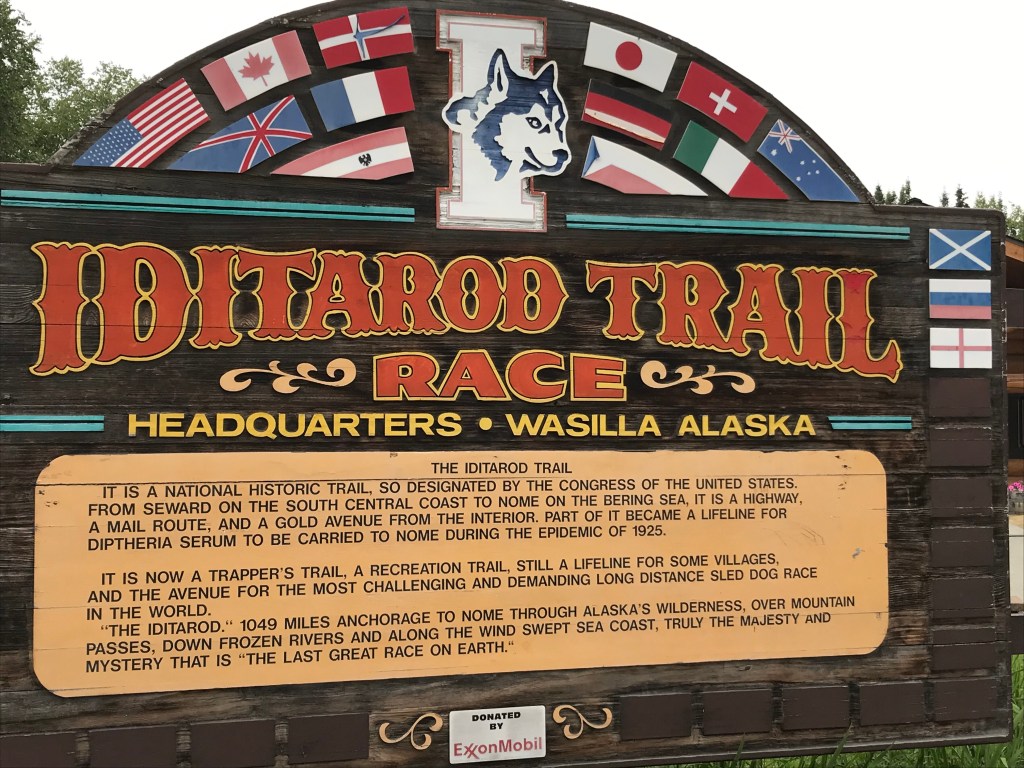 I
IDITAROD TRAIL
RACE
HEADQUARTERS • WASILLA ALASKA
THE IDITAROD TRAIL
IT IS A NATIONAL HISTORIC TRAIL, SO DESIGNATED BY THE CONGRESS OF THE UNITED STATES.
FROM SEWARD ON THE SOUTH CENTRAL COAST TO NOME ON THE BERING SEA, IT IS A HIGHWAY,
A MAIL ROUTE, AND A GOLD AVENUE FROM THE INTERIOR. PART OF IT BECAME A LIFELINE FOR
DIPTHERIA SERUM TO BE CARRIED TO NOME DURING THE EPIDEMIC OF 1925.
IT IS NOW A TRAPPER'S TRAIL, A RECREATION TRAIL, STILL A LIFELINE FOR SOME VILLAGES,
AND THE AVENUE FOR THE MOST CHALLENGING AND DEMANDING LONG DISTANCE SLED DOG RACE
IN THE WORLD.
"THE IDITAROD." 1049 MILES ANCHORAGE TO NOME THROUGH ALASKA'S WILDERNESS, OVER MOUNTAIN
PASSES, DOWN FROZEN RIVERS AND ALONG THE WIND SWEPT SEA COAST, TRULY THE MAJESTY AND
MYSTERY THAT IS "THE LAST GREAT RACE ON EARTH."
DONATED
BY
ExxonMobil